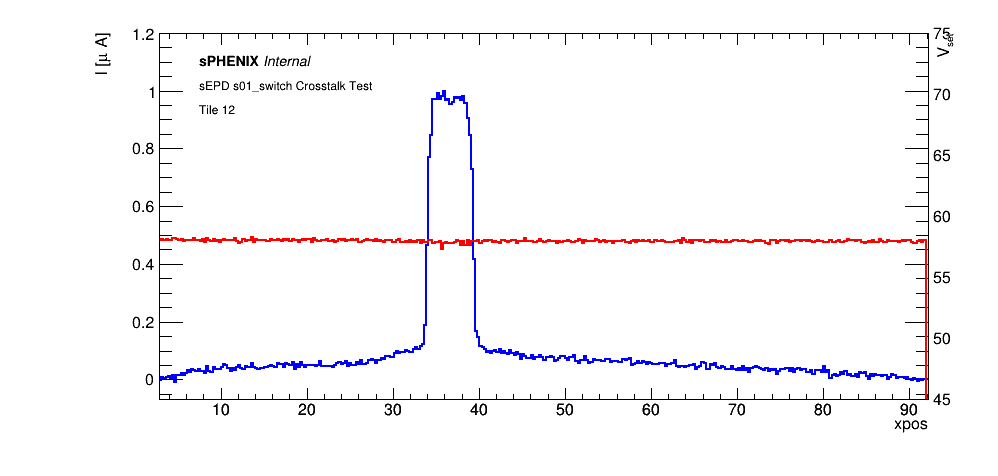 I [μ A]
1.2
1
0.8
0.6
0.4
0.2
0
sPHENIX Internal
sEPD s01_switch Crosstalk Test
Tile 12
75
70
65
60
55
50
45
Vset
10 20 30 40 50 60 70 80 90
xpos